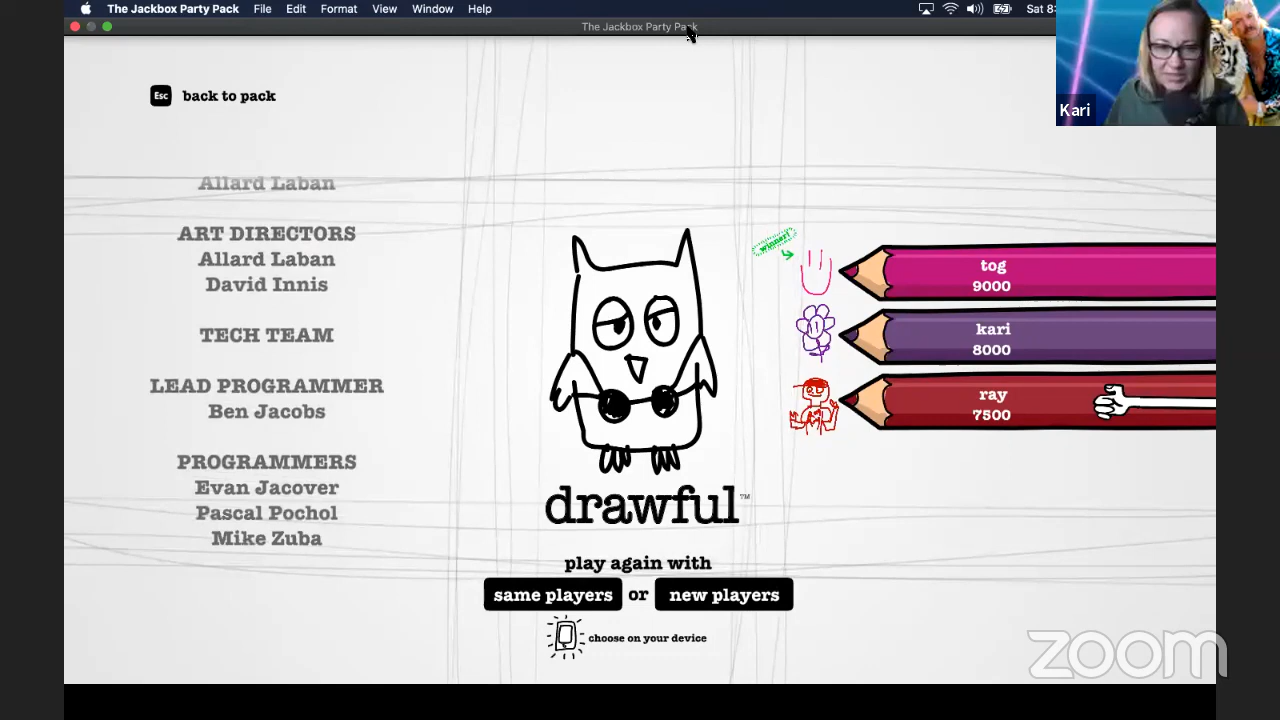 The Jackbox Party Pack File Edit Format View Window Help
Sat 8:
The Jackbox Party Pack
Kari
Esc back to pack
Allard Laban
ART DIRECTORS
Allard Laban
David Innis
TECH TEAM
LEAD PROGRAMMER
Ben Jacobs
PROGRAMMERS
Evan Jacover
Pascal Pochol
Mike Zuba
winner!
tog
9000
kari
8000
ray
7500
drawful™
play again with
same players or new players
choose on your device
zoom